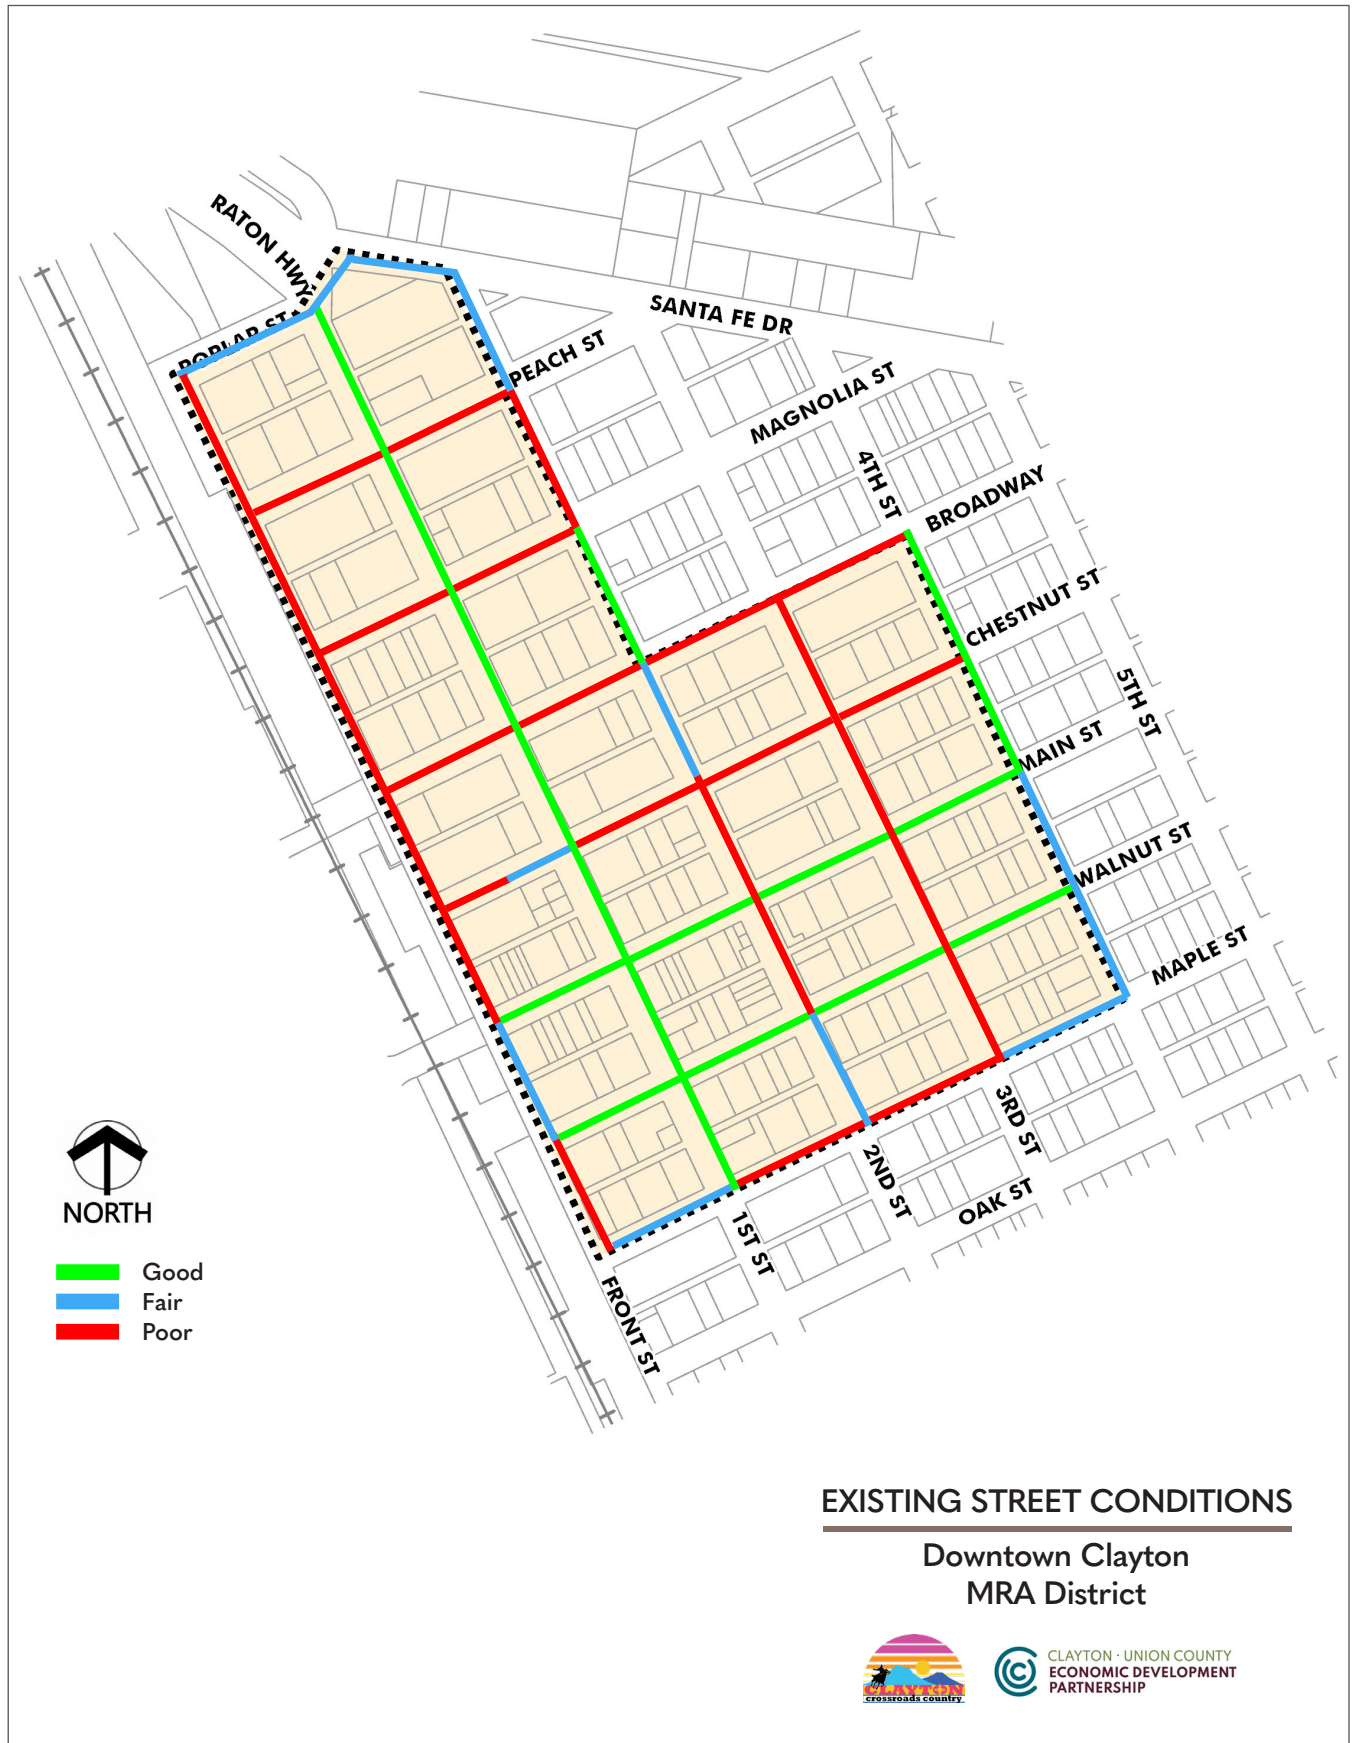 RATON HWY
POPLAR ST
SANTA FE DR
PEACH ST
MAGNOLIA ST
4TH ST
BROADWAY
CHESTNUT ST
5TH ST
MAIN ST
WALNUT ST
MAPLE ST
3RD ST
2ND ST
OAK ST
1ST ST
FRONT ST
NORTH
Good
Fair
Poor
EXISTING STREET CONDITIONS
Downtown Clayton
MRA District
CLAYTON
crossroads country
CLAYTON · UNION COUNTY
ECONOMIC DEVELOPMENT
PARTNERSHIP